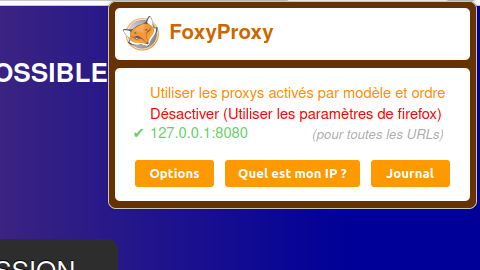 FoxyProxy
OSSIBLE
Utiliser les proxys activés par modèle et ordre
Désactiver (Utiliser les paramètres de firefox)
✔ 127.0.0.1:8080 (pour toutes les URLs)
Options Quel est mon IP ? Journal
SSION